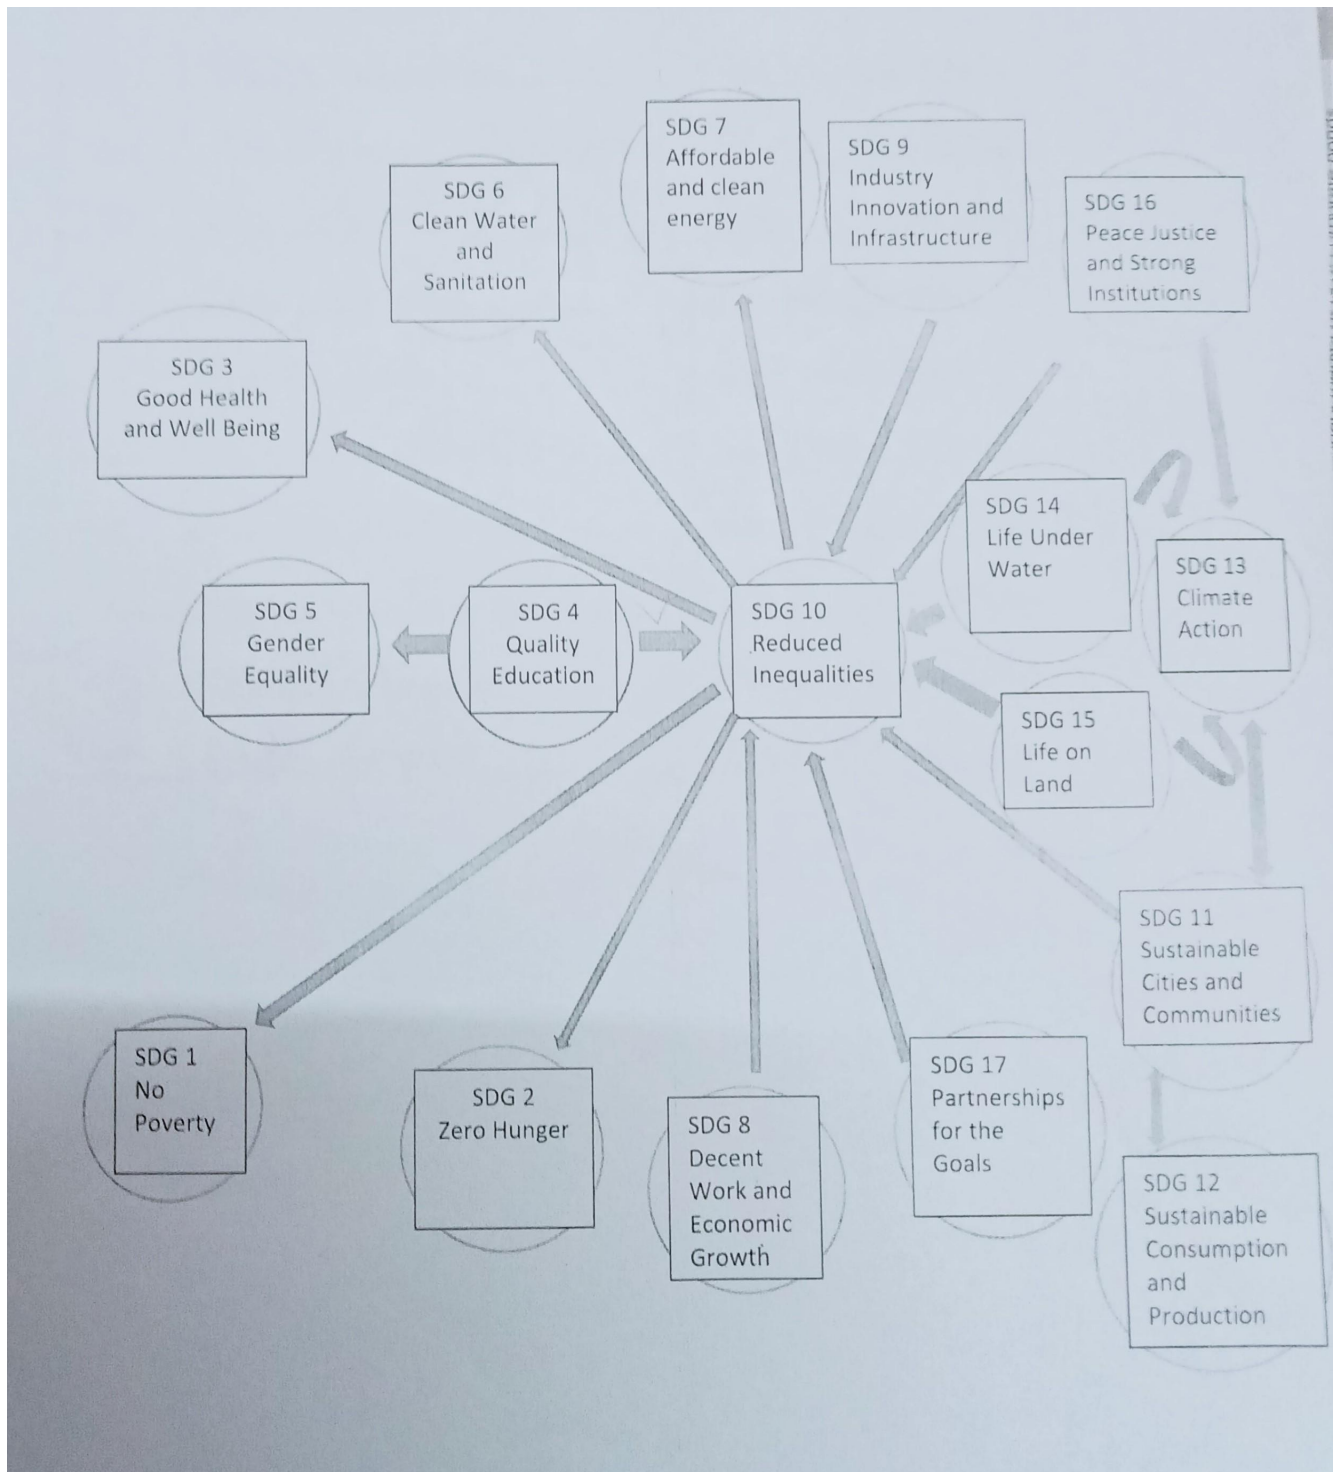 SDG 7
Affordable
and clean
energy
SDG 9
Industry
Innovation and
Infrastructure
SDG 6
Clean Water
and
Sanitation
SDG 16
Peace Justice
and Strong
Institutions
SDG 3
Good Health
and Well Being
SDG 14
Life Under
Water
SDG 13
Climate
Action
SDG 5
Gender
Equality
SDG 4
Quality
Education
SDG 10
Reduced
Inequalities
SDG 15
Life on
Land
SDG 11
Sustainable
Cities and
Communities
SDG 1
No
Poverty
SDG 2
Zero Hunger
SDG 8
Decent
Work and
Economic
Growth
SDG 17
Partnerships
for the
Goals
SDG 12
Sustainable
Consumption
and
Production